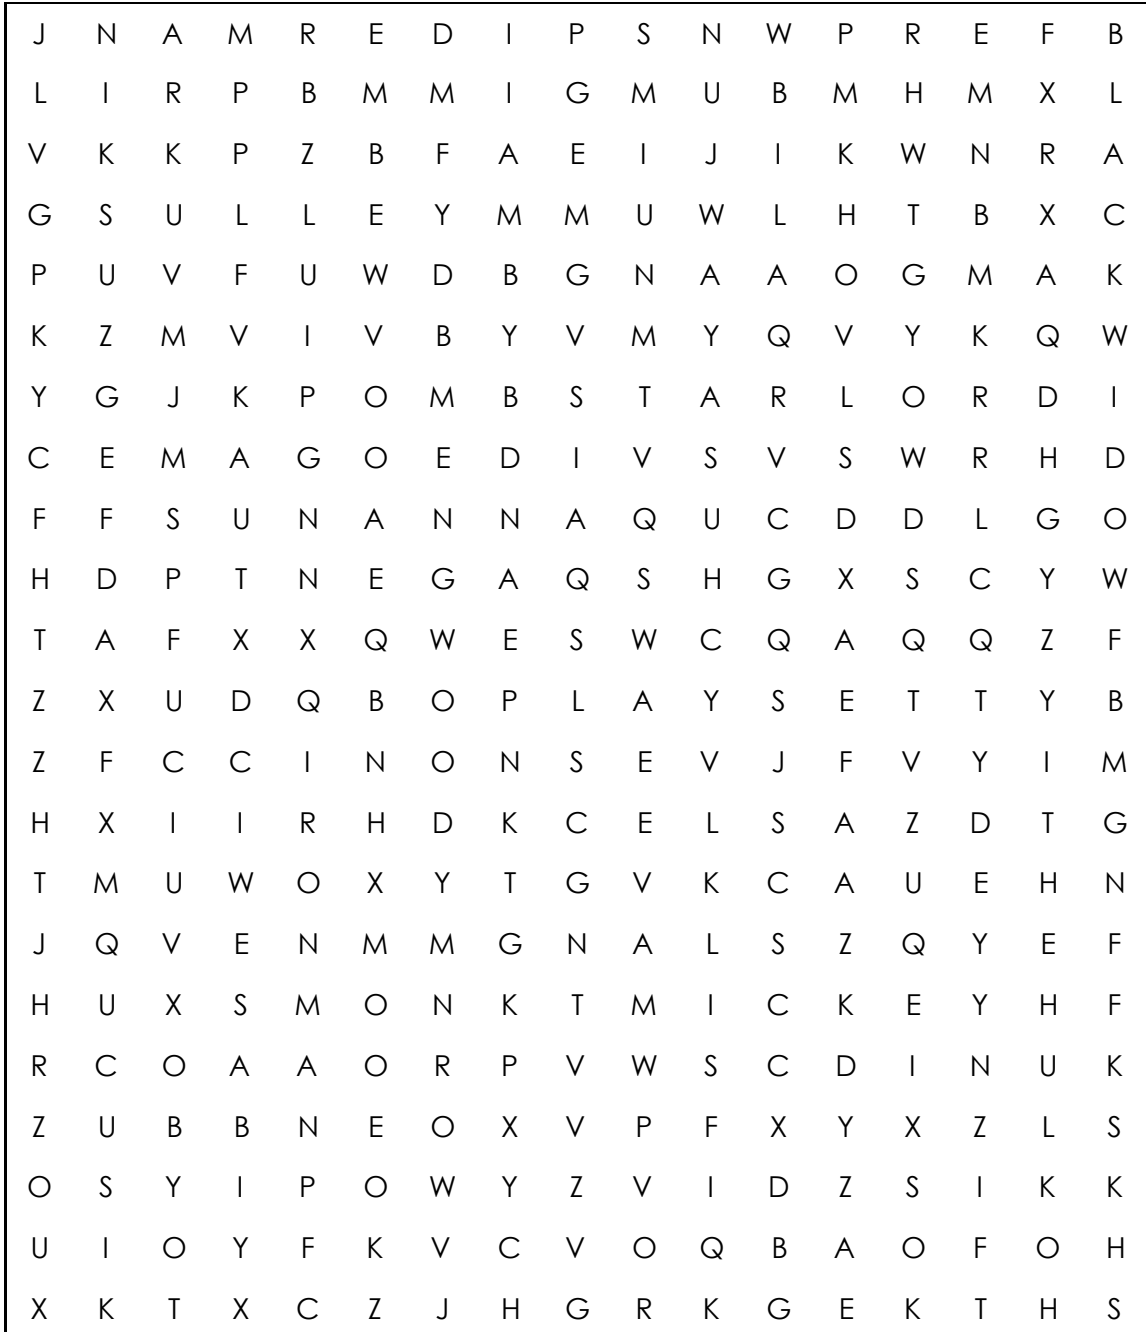 J N A M R E D I P S N W P R E F B
L I R P B M M I G M U B M H M X L
V K K P Z B F A E I J I K W N R A
G S U L L E Y M M U W L H T B X C
P U V F U W D B G N A A O G M A K
K Z M V I V B Y V M Y Q V Y K Q W
Y G J K P O M B S T A R L O R D I
C E M A G O E D I V S V S W R H D
F F S U N A N N A Q U C D D L G O
H D P T N E G A Q S H G X S C Y W
T A F X X Q W E S W C Q A Q Q Z F
Z X U D Q B O P L A Y S E T T Y B
Z F C C I N O N S E V J F V Y I M
H X I I R H D K C E L S A Z D T G
T M U W O X Y T G V K C A U E H N
J Q V E N M M G N A L S Z Q Y E F
H U X S M O N K T M I C K E Y H F
R C O A A O R P V W S C D I N U K
Z U B B N E O X V P F X Y X Z L S
O S Y I P O W Y Z V I D Z S I K K
U I O Y F K V C V O Q B A O F O H
X K T X C Z J H G R K G E K T H S